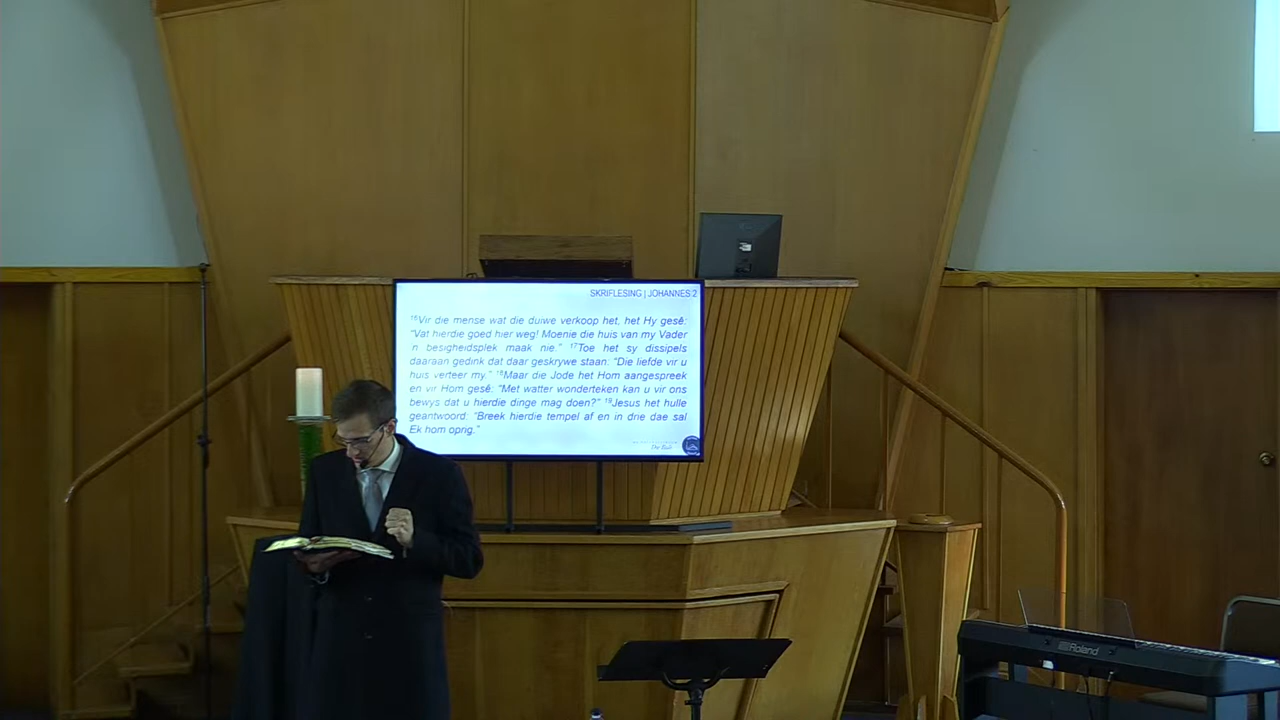 SKRIFLESING | JOHANNES 2
¹⁶Vir die mense wat die duiwe verkoop het, het Hy gesê:
“Vat hierdie goed hier weg! Moenie die huis van my Vader
’n besigheidsplek maak nie.” ¹⁷Toe het sy dissipels
daaraan gedink dat daar geskrywe staan: “Die liefde vir u
huis verteer my.” ¹⁸Maar die Jode het Hom aangespreek
en vir Hom gesê: “Met watter wonderteken kan u vir ons
bewys dat u hierdie dinge mag doen?” ¹⁹Jesus het hulle
geantwoord: “Breek hierdie tempel af en in drie dae sal
Ek hom oprig.”
Roland